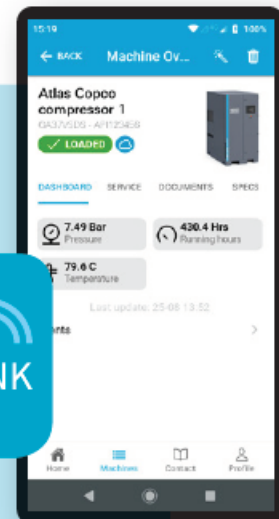 15:19 100%
← BACK Machine Ov...
Atlas Copco
compressor 1
LOADED
DASHBOARD SERVICE DOCUMENTS SPECS
7.49 Bar
Pressure
430.4 Hrs
Running hours
79.6 C
Temperature
Last update: 25-08 13:52
nts
NK
Home Machines Contact Profile